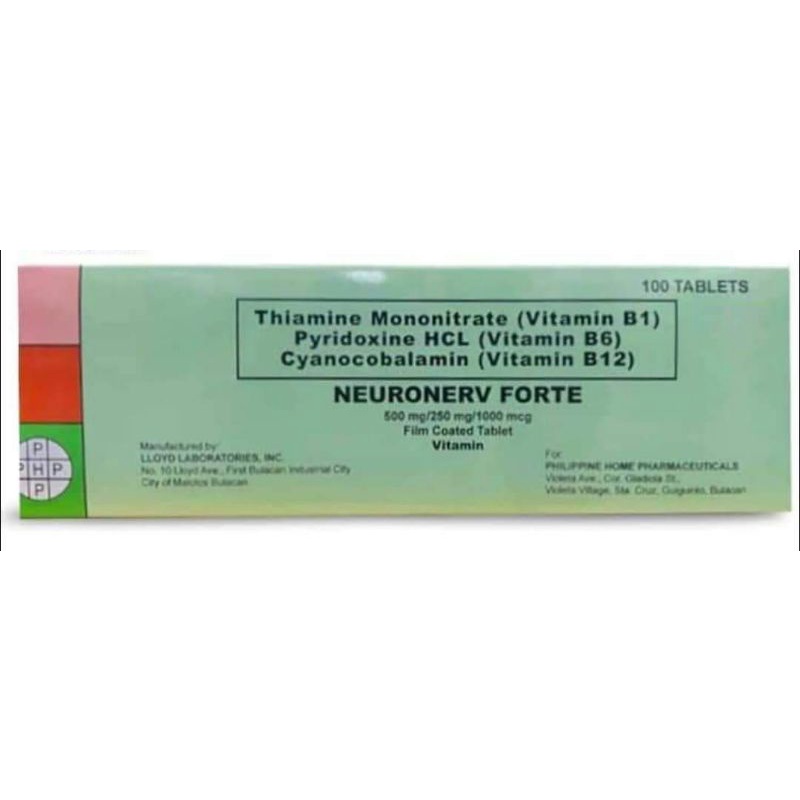 100 TABLETS
Thiamine Mononitrate (Vitamin B1)
Pyridoxine HCL (Vitamin B6)
Cyanocobalamin (Vitamin B12)
NEURONERV FORTE
500 mg/250 mg/1000 mcg
Film Coated Tablet
Vitamin
Manufactured by:
LLOYD LABORATORIES, INC.
No. 10 Lloyd Ave., First Bulacan Industrial City
City of Malolos Bulacan
For:
PHILIPPINE HOME PHARMACEUTICALS
Violeta Ave., Cor. Gladiola St.,
Violeta Village, Sta. Cruz, Guiguinto, Bulacan
P
P H P
P